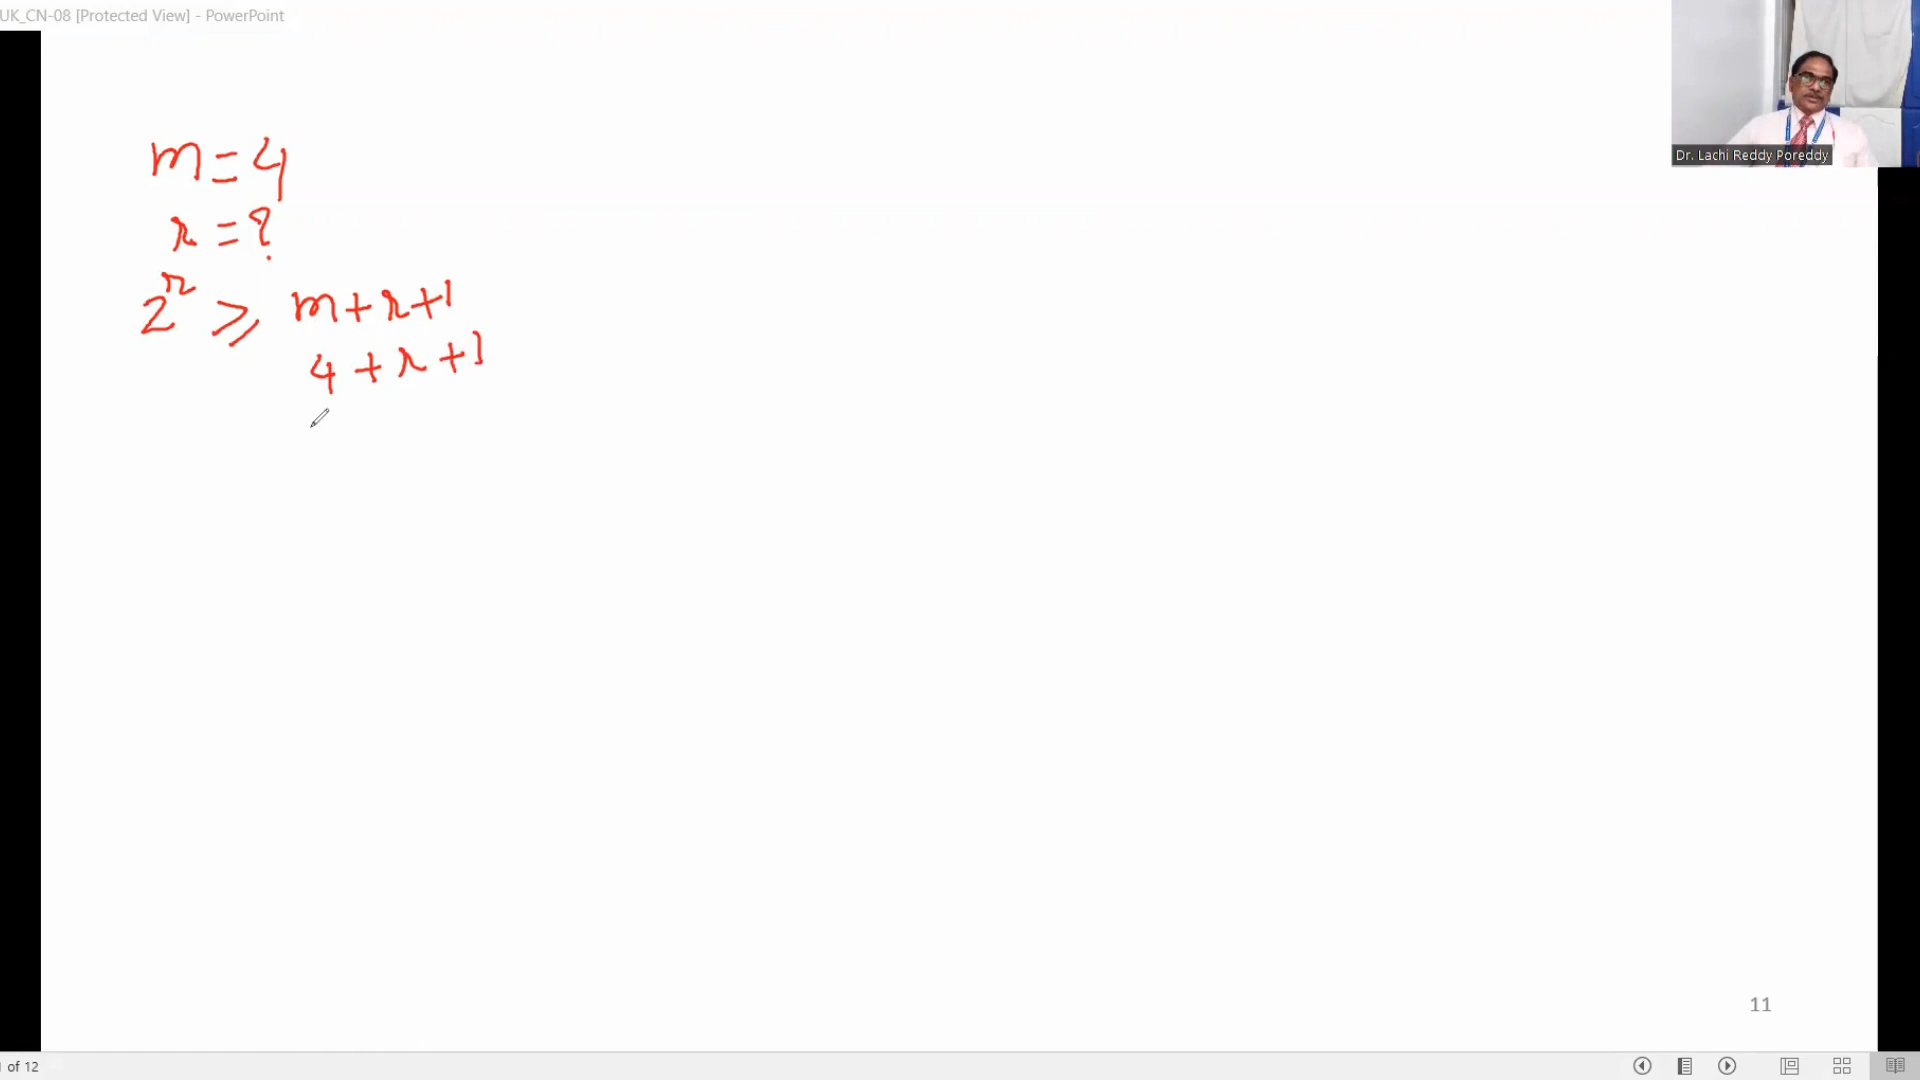 UK_CN-08 [Protected View] - PowerPoint
Dr. Lachi Reddy Poreddy
m = 4
r = ?
2^r ≥ m + r + 1
4 + r + 1
11
of 12